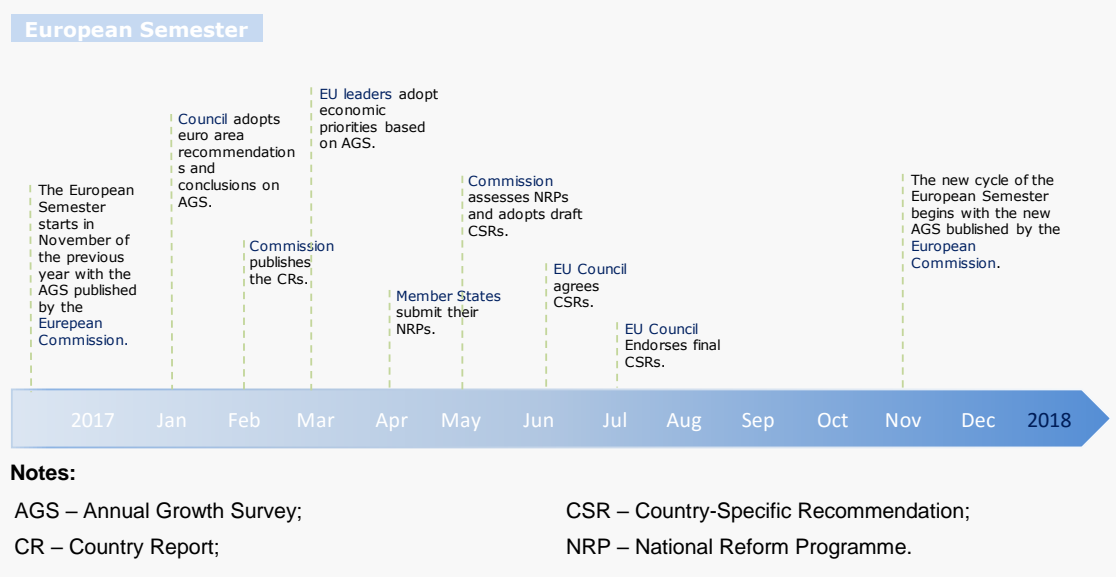 European Semester
The European
Semester
starts in
November of
the previous
year with the
AGS published
by the
Eurepean
Commission.
Council adopts
euro area
recommendation
s and
conclusions on
AGS.
Commission
publishes
the CRs.
EU leaders adopt
economic
priorities based
on AGS.
Member States
submit their
NRPs.
Commission
assesses NRPs
and adopts draft
CSRs.
EU Council
agrees
CSRs.
EU Council
Endorses final
CSRs.
The new cycle of the
European Semester
begins with the new
AGS bublished by the
European
Commission.
2017 Jan Feb Mar Apr May Jun Jul Aug Sep Oct Nov Dec 2018
Notes:
AGS – Annual Growth Survey;
CR – Country Report;
CSR – Country-Specific Recommendation;
NRP – National Reform Programme.